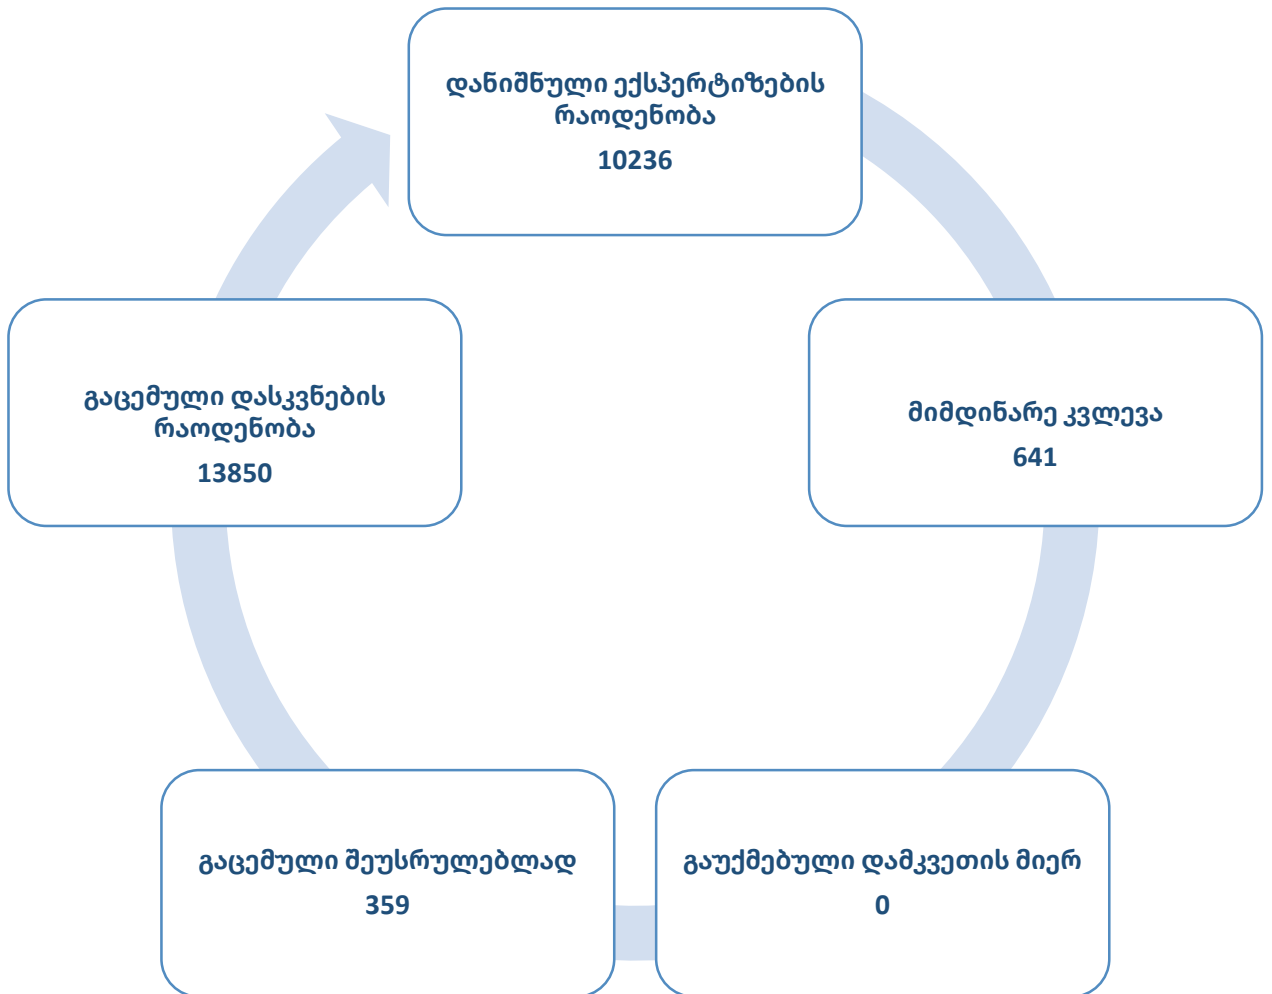 დანიშნული ექსპერტიზების
რაოდენობა
10236
მიმდინარე კვლევა
641
გაუქმებული დამკვეთის მიერ
0
გაცემული შეუსრულებლად
359
გაცემული დასკვნების
რაოდენობა
13850